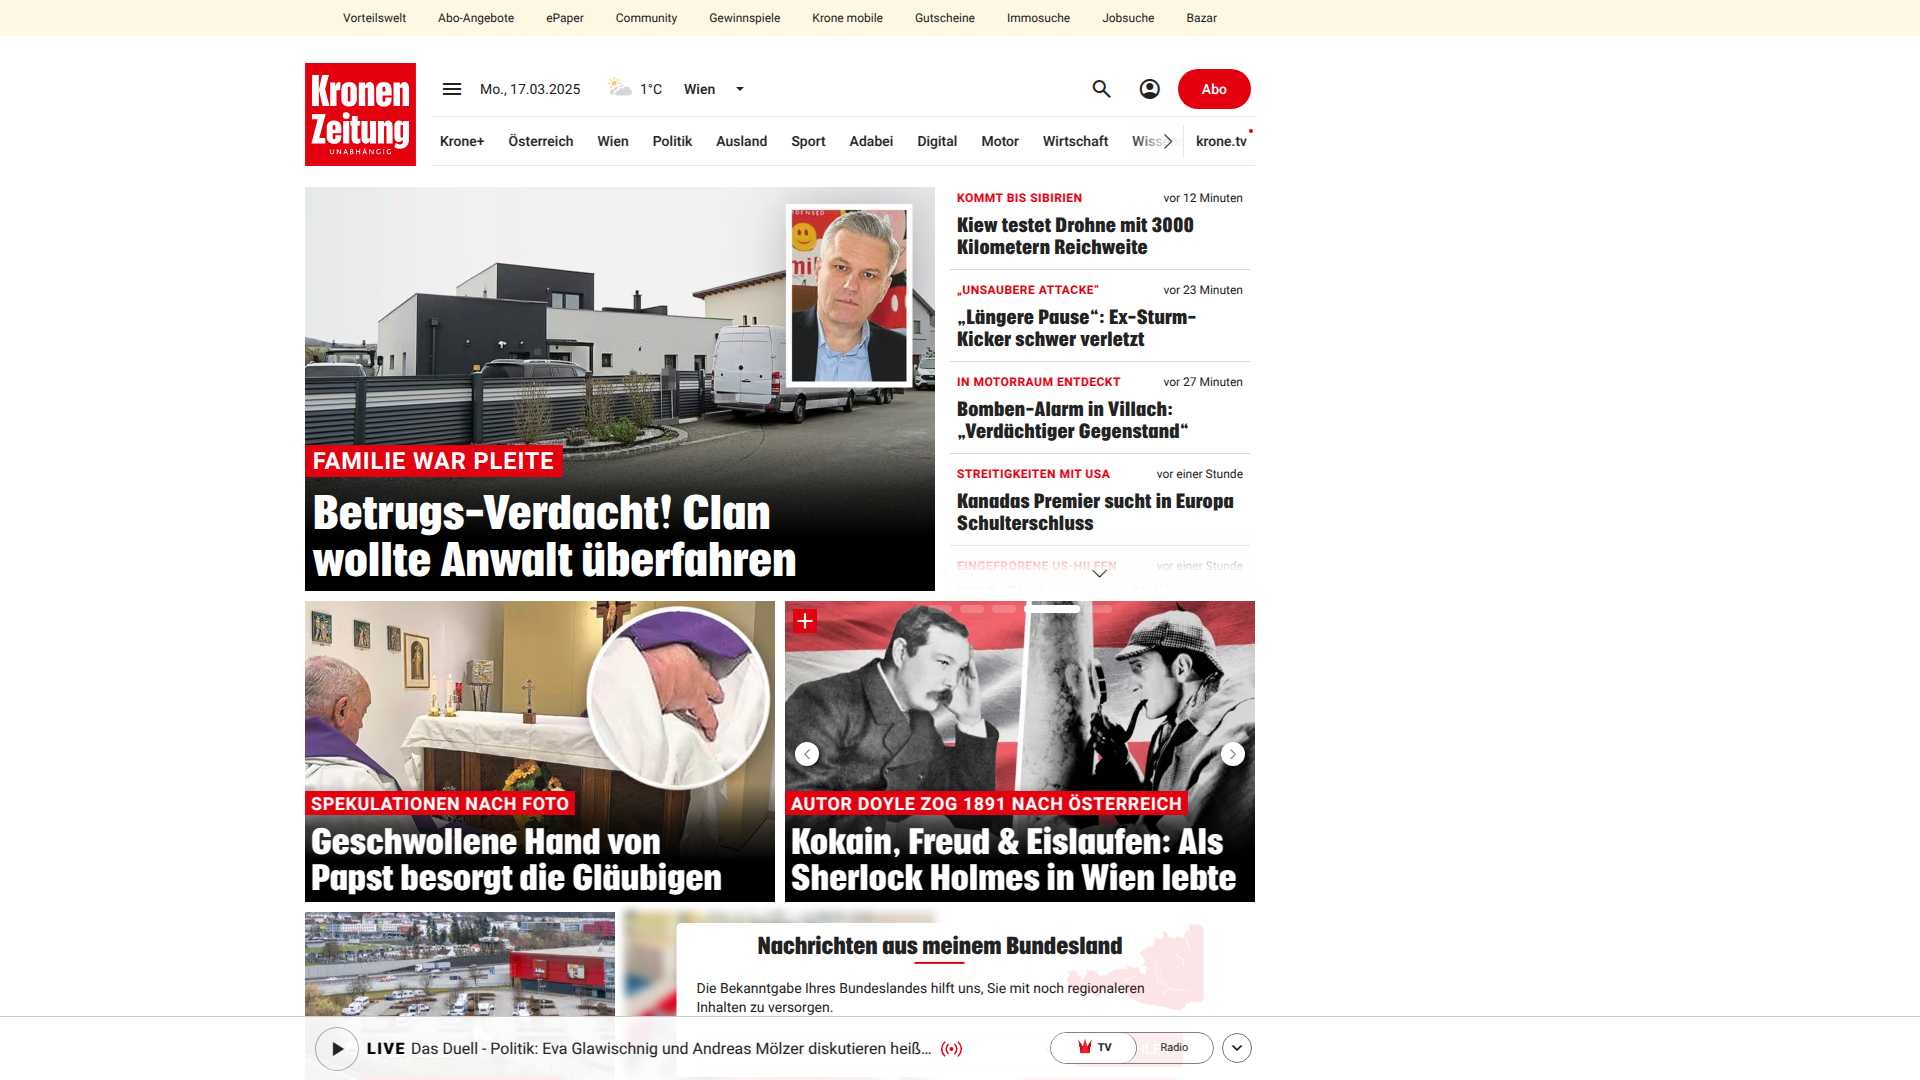 Vorteilswelt Abo-Angebote ePaper Community Gewinnspiele Krone mobile Gutscheine Immosuche Jobsuche Bazar
Kronen
Zeitung
UNABHÄNGIG
Mo., 17.03.2025 1°C Wien
Abo
Krone+ Österreich Wien Politik Ausland Sport Adabei Digital Motor Wirtschaft krone.tv
FAMILIE WAR PLEITE
Betrugs-Verdacht! Clan
wollte Anwalt überfahren
KOMMT BIS SIBIRIEN vor 12 Minuten
Kiew testet Drohne mit 3000
Kilometern Reichweite
„UNSAUBERE ATTACKE“ vor 23 Minuten
„Längere Pause“: Ex-Sturm-
Kicker schwer verletzt
IN MOTORRAUM ENTDECKT vor 27 Minuten
Bomben-Alarm in Villach:
„Verdächtiger Gegenstand“
STREITIGKEITEN MIT USA vor einer Stunde
Kanadas Premier sucht in Europa
Schulterschluss
EINGEFRORENE US-HILFEN vor einer Stunde
SPEKULATIONEN NACH FOTO
Geschwollene Hand von
Papst besorgt die Gläubigen
AUTOR DOYLE ZOG 1891 NACH ÖSTERREICH
Kokain, Freud & Eislaufen: Als
Sherlock Holmes in Wien lebte
Nachrichten aus meinem Bundesland
Die Bekanntgabe Ihres Bundeslandes hilft uns, Sie mit noch regionaleren
Inhalten zu versorgen.
LIVE Das Duell - Politik: Eva Glawischnig und Andreas Mölzer diskutieren heiß...
TV Radio